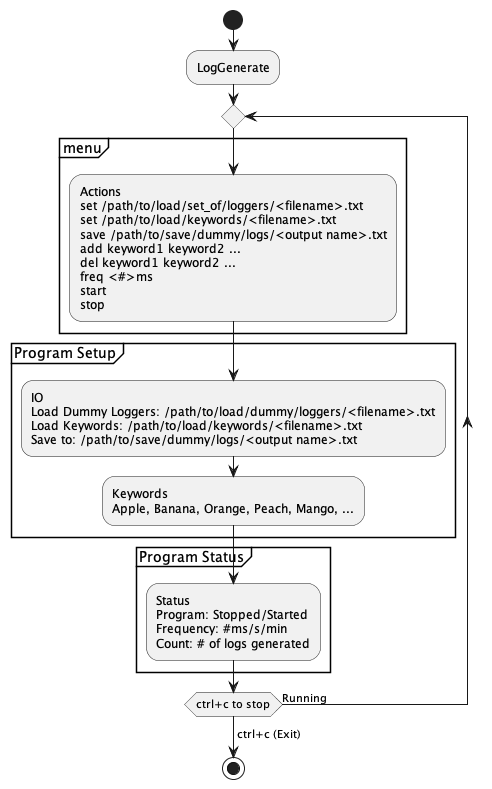 LogGenerate
menu
Actions
set /path/to/load/set_of/loggers/<filename>.txt
set /path/to/load/keywords/<filename>.txt
save /path/to/save/dummy/logs/<output name>.txt
add keyword1 keyword2 ...
del keyword1 keyword2 ...
freq <#>ms
start
stop
Program Setup
IO
Load Dummy Loggers: /path/to/load/dummy/loggers/<filename>.txt
Load Keywords: /path/to/load/keywords/<filename>.txt
Save to: /path/to/save/dummy/logs/<output name>.txt
Keywords
Apple, Banana, Orange, Peach, Mango, ...
Program Status
Status
Program: Stopped/Started
Frequency: #ms/s/min
Count: # of logs generated
ctrl+c to stop
Running
ctrl+c (Exit)